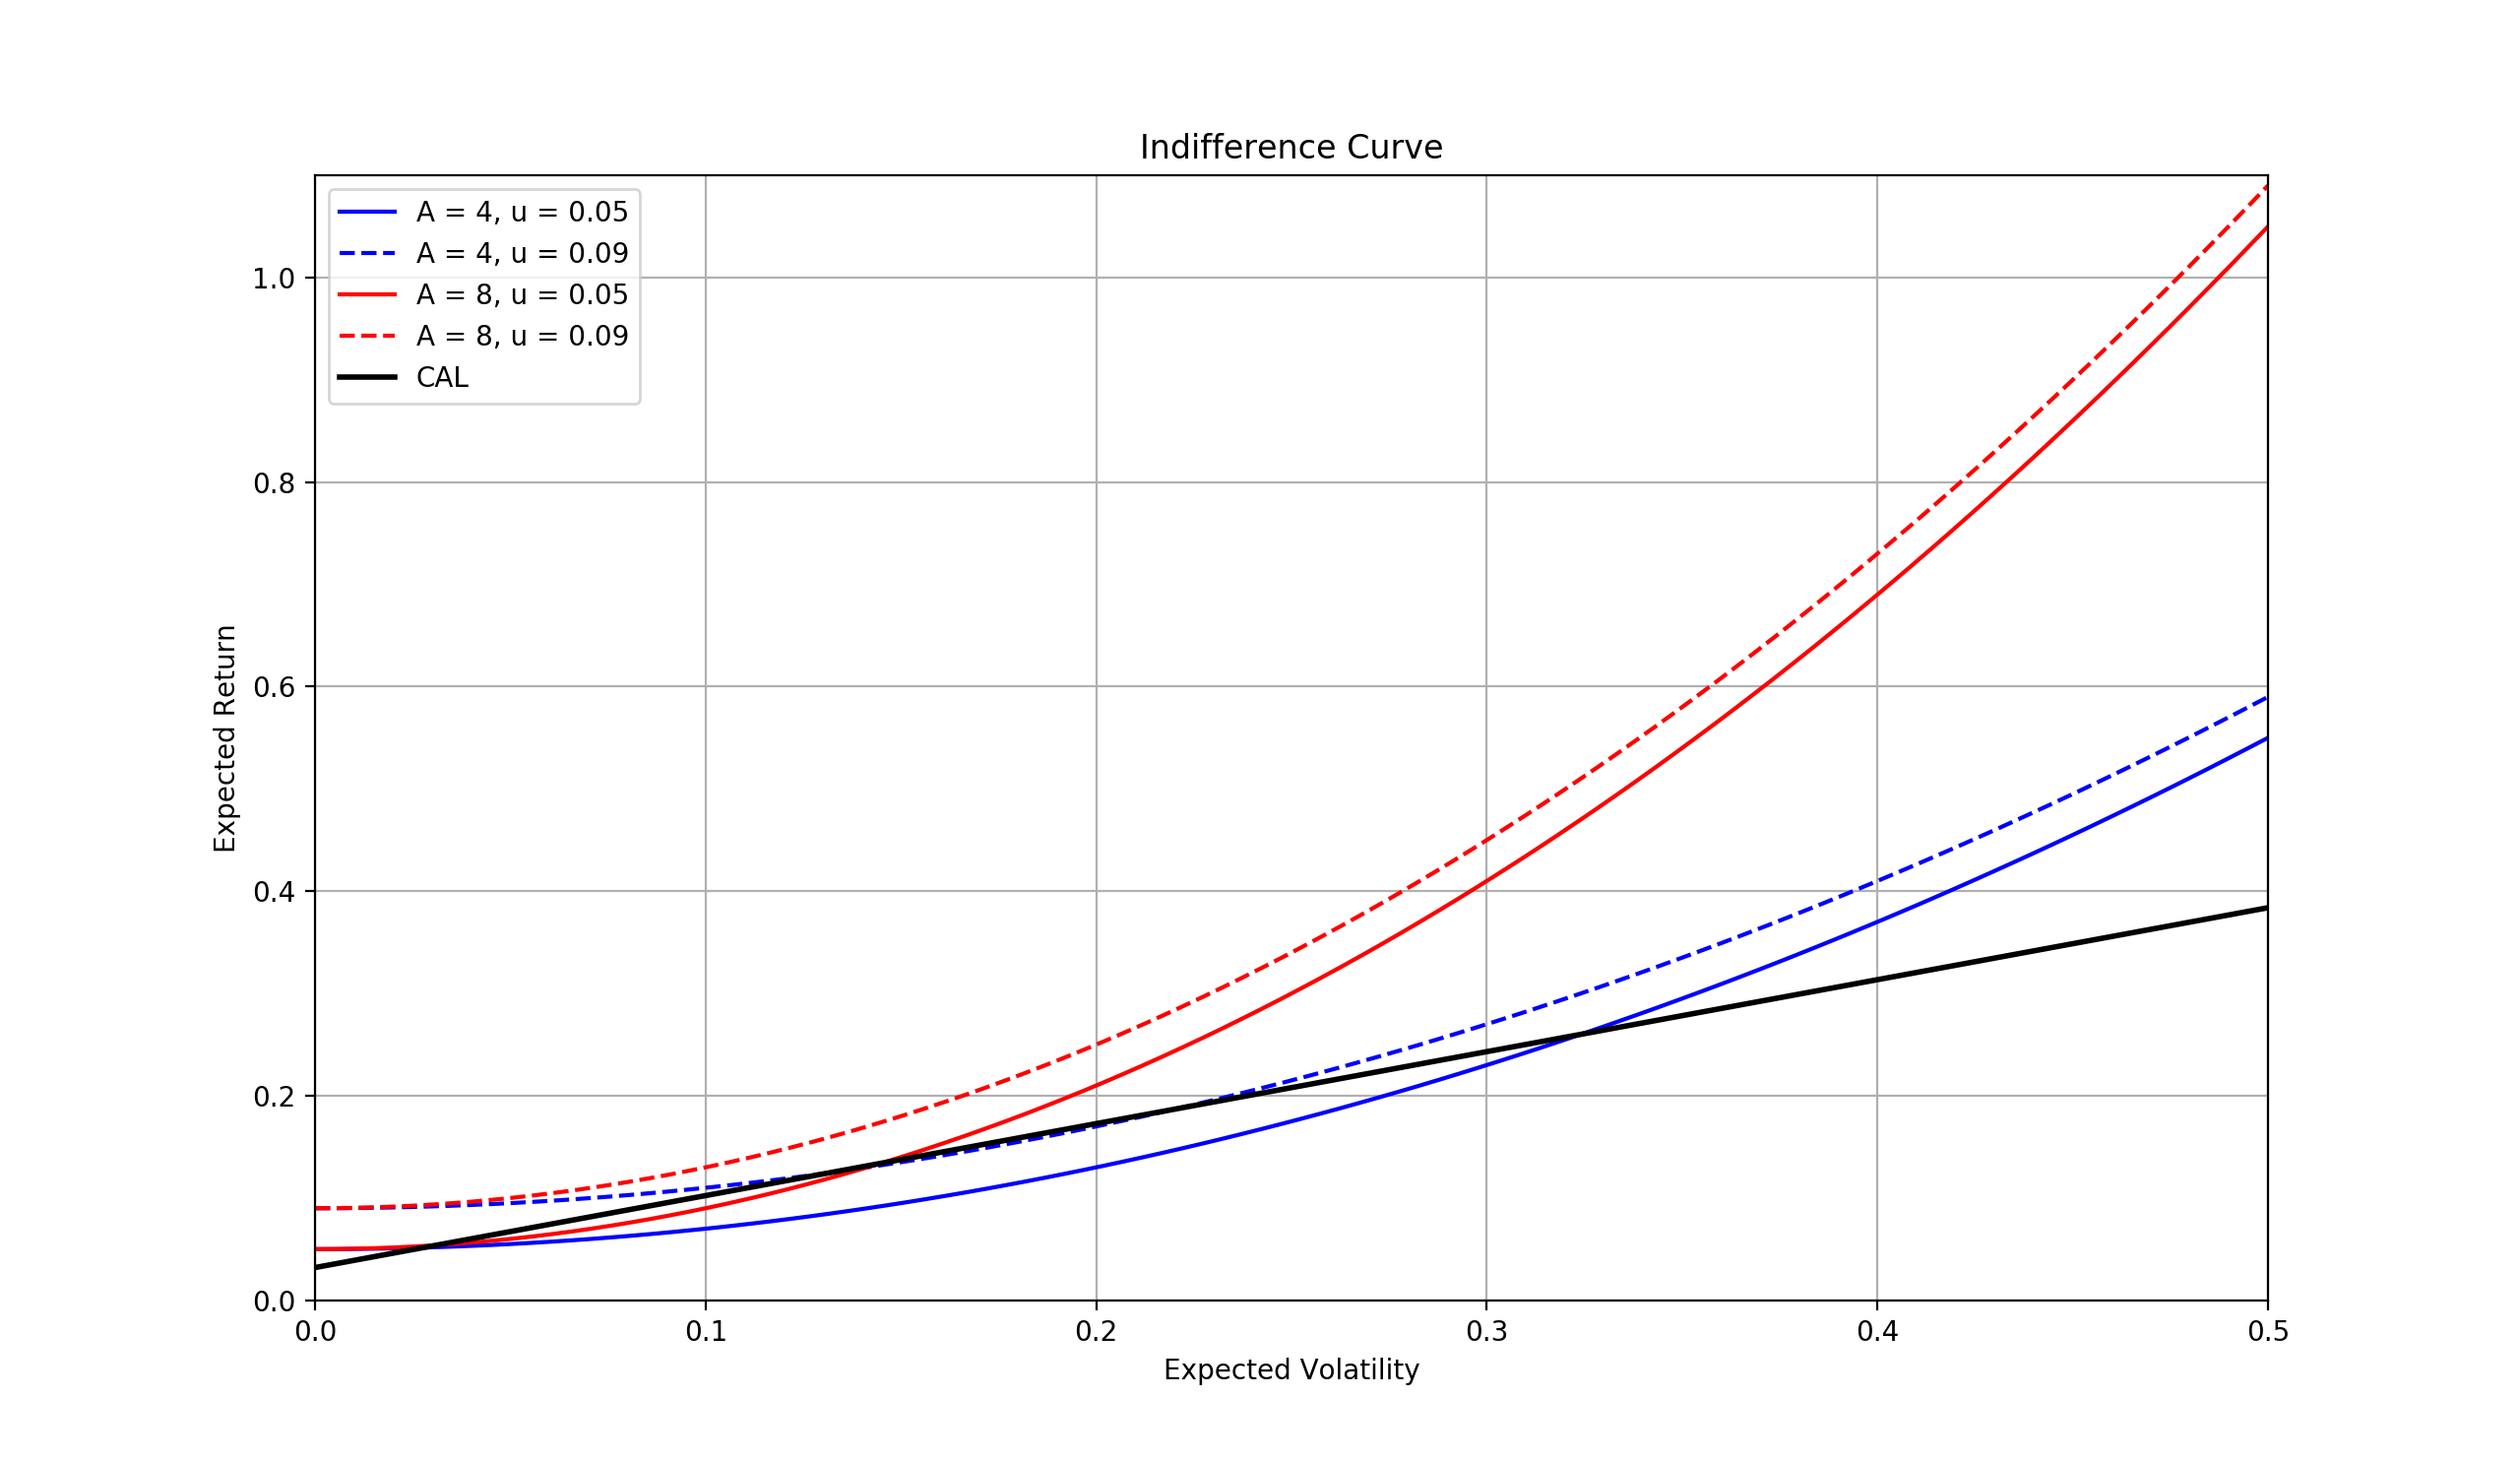 Indifference Curve
A = 4, u = 0.05
A = 4, u = 0.09
A = 8, u = 0.05
A = 8, u = 0.09
CAL
1.0
0.8
0.6
0.4
0.2
0.0
Expected Return
0.0 0.1 0.2 0.3 0.4 0.5
Expected Volatility